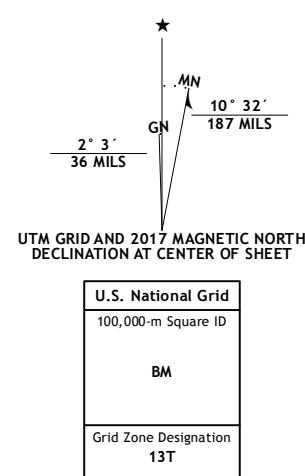 ★
MN
GN
10° 32´
187 MILS
2° 3´
36 MILS
UTM GRID AND 2017 MAGNETIC NORTH
DECLINATION AT CENTER OF SHEET
U.S. National Grid
100,000-m Square ID
BM
Grid Zone Designation
13T